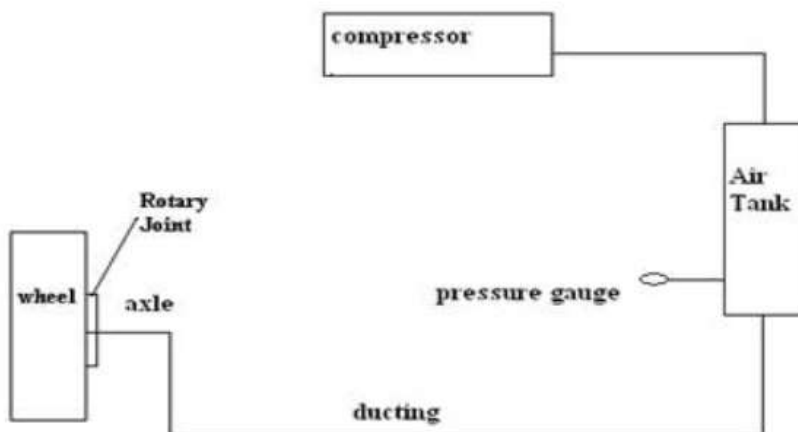 compressor
Air
Tank
Rotary
Joint
wheel
axle
pressure gauge
ducting